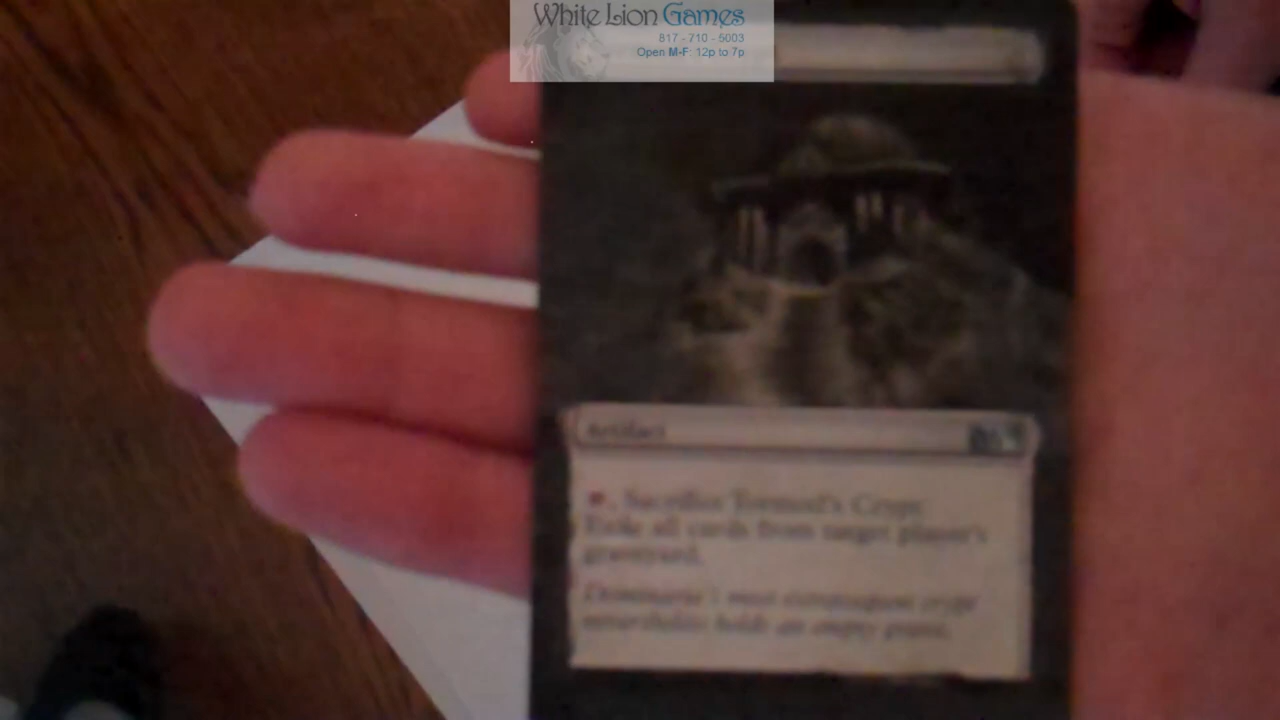 White Lion Games
817 - 710 - 5003
Open M-F: 12p to 7p
Artifact
, Sacrifice Tormod's Crypt:
Exile all cards from target player's
graveyard.
Dominaria's most extravagant crypt
nevertheless holds an empty grave.